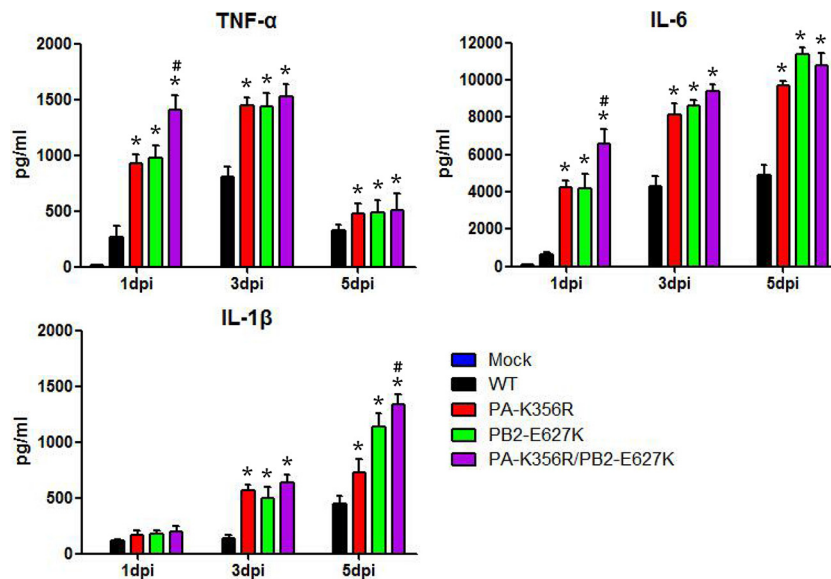 TNF-α
pg/ml
2000
1500
1000
500
0
#
*
*
*
*
*
*
*
*
*
1dpi
3dpi
5dpi
IL-6
pg/ml
12000
10000
8000
6000
4000
2000
0
#
*
*
*
*
*
*
*
*
*
1dpi
3dpi
5dpi
IL-1β
pg/ml
2000
1500
1000
500
0
*
*
*
*
*
#
*
1dpi
3dpi
5dpi
Mock
WT
PA-K356R
PB2-E627K
PA-K356R/PB2-E627K